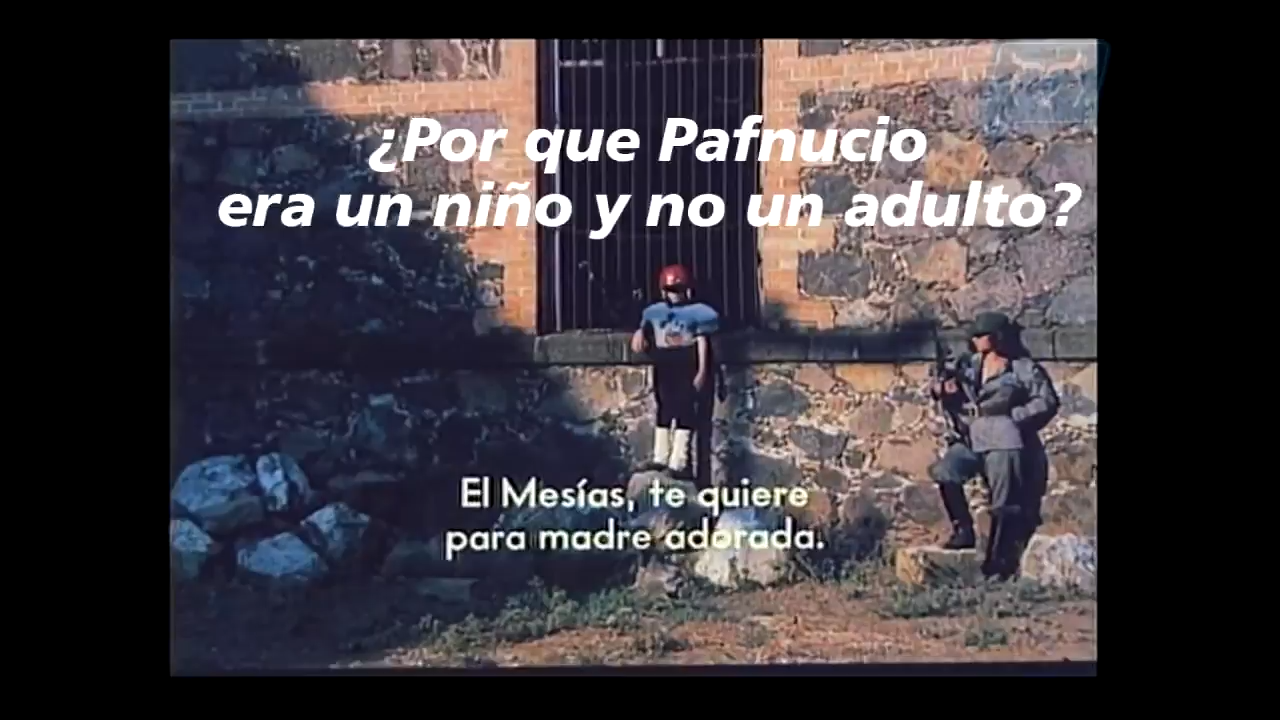 ¿Por que Pafnucio
era un niño y no un adulto?
El Mesías, te quiere
para madre adorada.